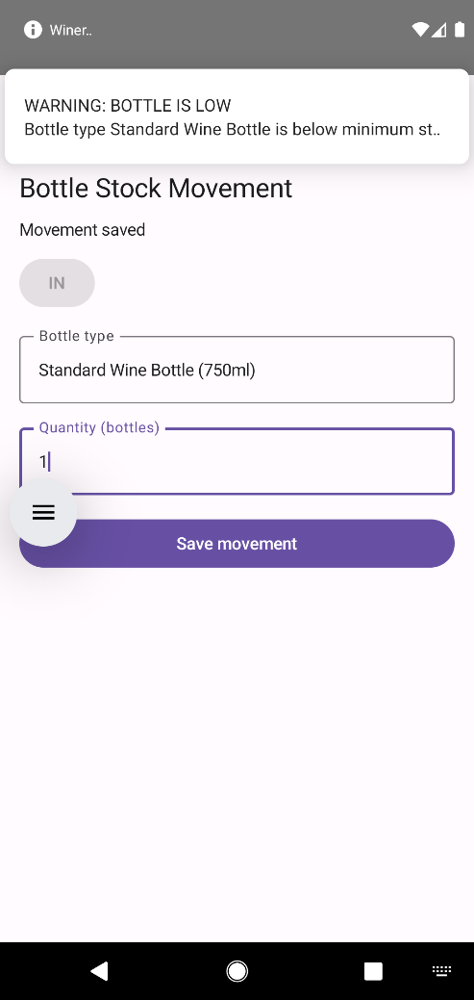 Winer..
WARNING: BOTTLE IS LOW
Bottle type Standard Wine Bottle is below minimum st..
Bottle Stock Movement
Movement saved
IN
Bottle type
Standard Wine Bottle (750ml)
Quantity (bottles)
1
Save movement